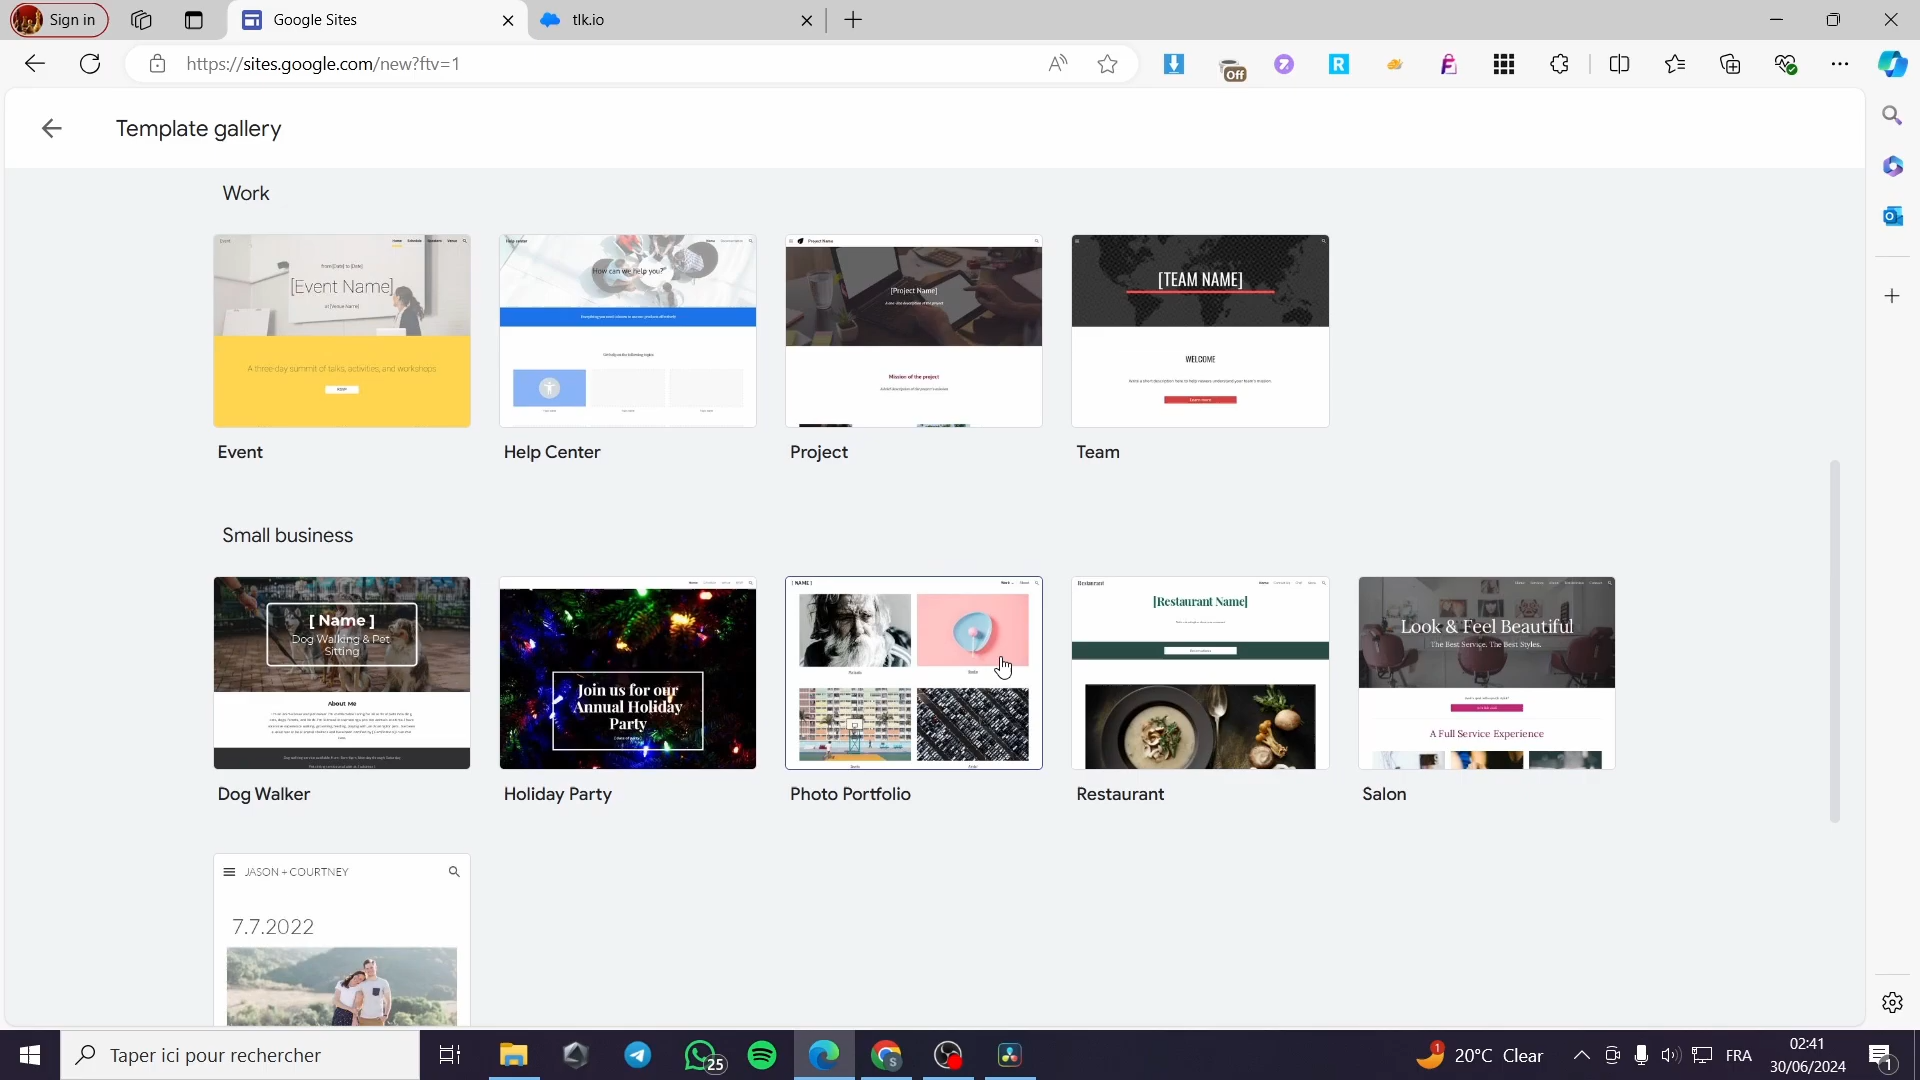 Sign in
Google Sites
tlk.io
https://sites.google.com/new?ftv=1
Off
Template gallery
Work
[Event Name]
A three-day summit of talks, activities, and workshops
How can we help you?
[Project Name]
Mission of the project
[TEAM NAME]
WELCOME
Learn more
Event
Help Center
Project
Team
Small business
[ Name ]
Dog Walking & Pet
Sitting
About Me
Join us for our
Annual Holiday
Party
[ NAME ]
Restaurant
[Restaurant Name]
Look & Feel Beautiful
The Best Service. The Best Styles.
A Full Service Experience
Dog Walker
Holiday Party
Photo Portfolio
Restaurant
Salon
JASON + COURTNEY
7.7.2022
Taper ici pour rechercher
25
1
20°C Clear
FRA
02:41
30/06/2024
1